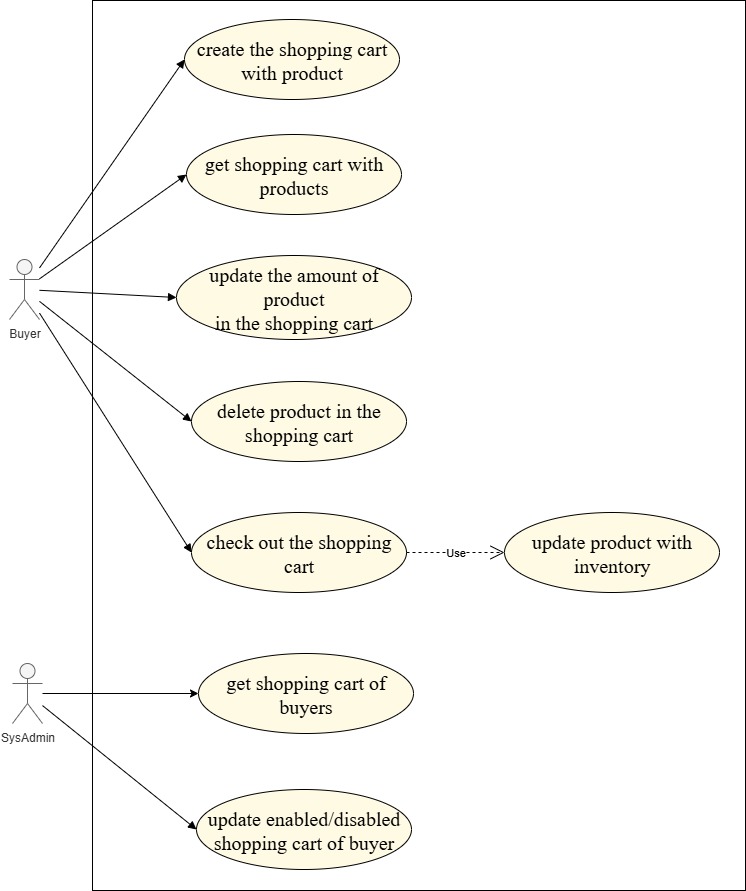 create the shopping cart
with product
get shopping cart with
products
update the amount of
product
in the shopping cart
Buyer
delete product in the
shopping cart
check out the shopping
cart
Use
update product with
inventory
get shopping cart of
buyers
SysAdmin
update enabled/disabled
shopping cart of buyer